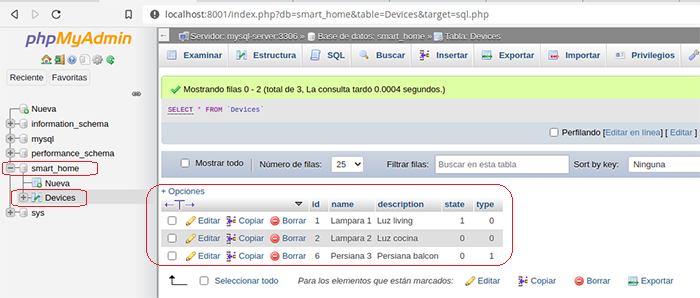 localhost:8001/index.php?db=smart_home&table=Devices&target=sql.php
phpMyAdmin
Reciente Favoritas
Nueva
information_schema
mysql
performance_schema
smart_home
Nueva
Devices
sys
Servidor: mysql-server:3306 » Base de datos: smart_home » Tabla: Devices
Examinar Estructura SQL Buscar Insertar Exportar Importar Privilegios
Mostrando filas 0 - 2 (total de 3, La consulta tardó 0.0004 segundos.)
SELECT * FROM `Devices`
Perfilando [Editar en línea] [ Editar ]
Mostrar todo Número de filas: 25 Filtrar filas: Buscar en esta tabla Sort by key: Ninguna
+ Opciones
←T→ id name description state type
Editar Copiar Borrar 1 Lampara 1 Luz living 1 0
Editar Copiar Borrar 2 Lampara 2 Luz cocina 0 0
Editar Copiar Borrar 6 Persiana 3 Persiana balcon 0 1
Seleccionar todo Para los elementos que están marcados: Editar Copiar Borrar Exportar